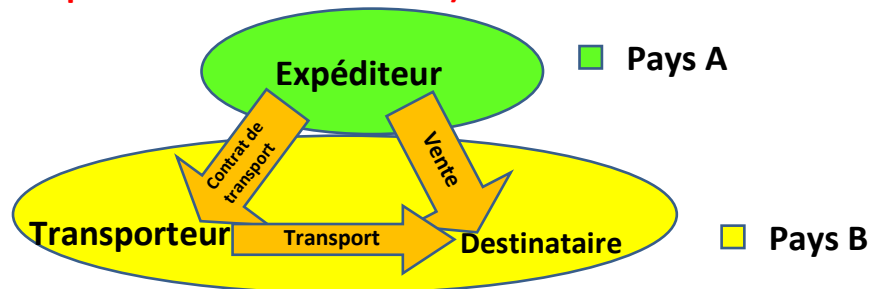 Expéditeur
Pays A
Contrat de
transport
Vente
Transporteur
Transport
Destinataire
Pays B